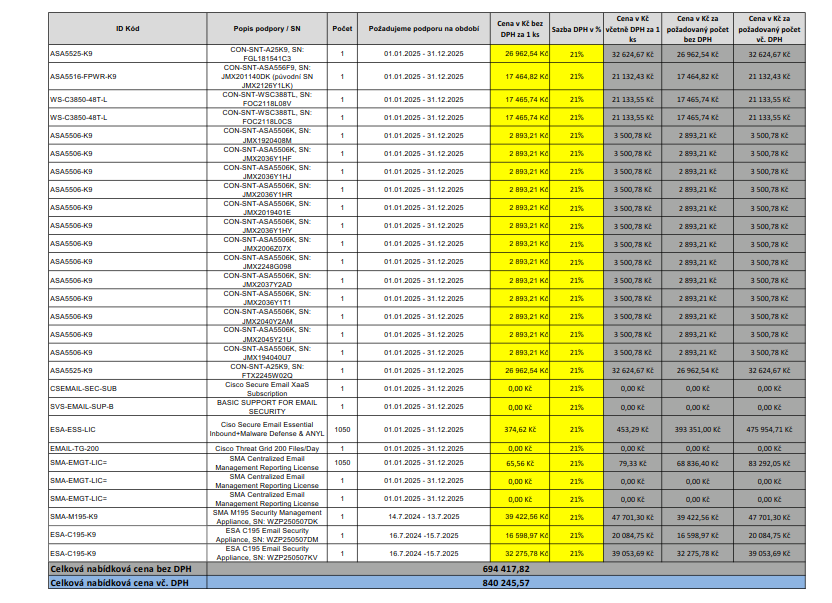 ID Kód | Popis podpory / SN | Počet | Požadujeme podporu na období | Cena v Kč bez DPH za 1 ks | Sazba DPH v % | Cena v Kč včetně DPH za 1 ks | Cena v Kč za požadovaný počet bez DPH | Cena v Kč za požadovaný počet vč. DPH
ASA5525-K9 | CON-SNT-A25K9, SN: FGL181541C3 | 1 | 01.01.2025 - 31.12.2025 | 26 962,54 Kč | 21% | 32 624,67 Kč | 26 962,54 Kč | 32 624,67 Kč
ASA5516-FPWR-K9 | CON-SNT-ASA556F9, SN: JMX201140DK (původní SN JMX2126Y1LK) | 1 | 01.01.2025 - 31.12.2025 | 17 464,82 Kč | 21% | 21 132,43 Kč | 17 464,82 Kč | 21 132,43 Kč
WS-C3850-48T-L | CON-SNT-WSC388TL, SN: FOC2118L08V | 1 | 01.01.2025 - 31.12.2025 | 17 465,74 Kč | 21% | 21 133,55 Kč | 17 465,74 Kč | 21 133,55 Kč
WS-C3850-48T-L | CON-SNT-WSC388TL, SN: FOC2118L0CS | 1 | 01.01.2025 - 31.12.2025 | 17 465,74 Kč | 21% | 21 133,55 Kč | 17 465,74 Kč | 21 133,55 Kč
ASA5506-K9 | CON-SNT-ASA5506K, SN: JMX1920408M | 1 | 01.01.2025 - 31.12.2025 | 2 893,21 Kč | 21% | 3 500,78 Kč | 2 893,21 Kč | 3 500,78 Kč
ASA5506-K9 | CON-SNT-ASA5506K, SN: JMX2036Y1HF | 1 | 01.01.2025 - 31.12.2025 | 2 893,21 Kč | 21% | 3 500,78 Kč | 2 893,21 Kč | 3 500,78 Kč
ASA5506-K9 | CON-SNT-ASA5506K, SN: JMX2036Y1HJ | 1 | 01.01.2025 - 31.12.2025 | 2 893,21 Kč | 21% | 3 500,78 Kč | 2 893,21 Kč | 3 500,78 Kč
ASA5506-K9 | CON-SNT-ASA5506K, SN: JMX2036Y1HR | 1 | 01.01.2025 - 31.12.2025 | 2 893,21 Kč | 21% | 3 500,78 Kč | 2 893,21 Kč | 3 500,78 Kč
ASA5506-K9 | CON-SNT-ASA5506K, SN: JMX2019401E | 1 | 01.01.2025 - 31.12.2025 | 2 893,21 Kč | 21% | 3 500,78 Kč | 2 893,21 Kč | 3 500,78 Kč
ASA5506-K9 | CON-SNT-ASA5506K, SN: JMX2036Y1HY | 1 | 01.01.2025 - 31.12.2025 | 2 893,21 Kč | 21% | 3 500,78 Kč | 2 893,21 Kč | 3 500,78 Kč
ASA5506-K9 | CON-SNT-ASA5506K, SN: JMX2006Z07X | 1 | 01.01.2025 - 31.12.2025 | 2 893,21 Kč | 21% | 3 500,78 Kč | 2 893,21 Kč | 3 500,78 Kč
ASA5506-K9 | CON-SNT-ASA5506K, SN: JMX2248G098 | 1 | 01.01.2025 - 31.12.2025 | 2 893,21 Kč | 21% | 3 500,78 Kč | 2 893,21 Kč | 3 500,78 Kč
ASA5506-K9 | CON-SNT-ASA5506K, SN: JMX2037Y2AD | 1 | 01.01.2025 - 31.12.2025 | 2 893,21 Kč | 21% | 3 500,78 Kč | 2 893,21 Kč | 3 500,78 Kč
ASA5506-K9 | CON-SNT-ASA5506K, SN: JMX2036Y1T1 | 1 | 01.01.2025 - 31.12.2025 | 2 893,21 Kč | 21% | 3 500,78 Kč | 2 893,21 Kč | 3 500,78 Kč
ASA5506-K9 | CON-SNT-ASA5506K, SN: JMX2040Y2AM | 1 | 01.01.2025 - 31.12.2025 | 2 893,21 Kč | 21% | 3 500,78 Kč | 2 893,21 Kč | 3 500,78 Kč
ASA5506-K9 | CON-SNT-ASA5506K, SN: JMX2045Y21U | 1 | 01.01.2025 - 31.12.2025 | 2 893,21 Kč | 21% | 3 500,78 Kč | 2 893,21 Kč | 3 500,78 Kč
ASA5506-K9 | CON-SNT-ASA5506K, SN: JMX194040U7 | 1 | 01.01.2025 - 31.12.2025 | 2 893,21 Kč | 21% | 3 500,78 Kč | 2 893,21 Kč | 3 500,78 Kč
ASA5525-K9 | CON-SNT-A25K9, SN: FTX2245W02Q | 1 | 01.01.2025 - 31.12.2025 | 26 962,54 Kč | 21% | 32 624,67 Kč | 26 962,54 Kč | 32 624,67 Kč
CSEMAIL-SEC-SUB | Cisco Secure Email XaaS Subscription | 1 | 01.01.2025 - 31.12.2025 | 0,00 Kč | 21% | 0,00 Kč | 0,00 Kč | 0,00 Kč
SVS-EMAIL-SUP-B | BASIC SUPPORT FOR EMAIL SECURITY | 1 | 01.01.2025 - 31.12.2025 | 0,00 Kč | 21% | 0,00 Kč | 0,00 Kč | 0,00 Kč
ESA-ESS-LIC | Ciso Secure Email Essential Inbound+Malware Defense & ANYL | 1050 | 01.01.2025 - 31.12.2025 | 374,62 Kč | 21% | 453,29 Kč | 393 351,00 Kč | 475 954,71 Kč
EMAIL-TG-200 | Cisco Threat Grid 200 Files/Day | 1 | 01.01.2025 - 31.12.2025 | 0,00 Kč | 21% | 0,00 Kč | 0,00 Kč | 0,00 Kč
SMA-EMGT-LIC= | SMA Centralized Email Management Reporting License | 1050 | 01.01.2025 - 31.12.2025 | 65,56 Kč | 21% | 79,33 Kč | 68 836,40 Kč | 83 292,05 Kč
SMA-EMGT-LIC= | SMA Centralized Email Management Reporting License | 1 | 01.01.2025 - 31.12.2025 | 0,00 Kč | 21% | 0,00 Kč | 0,00 Kč | 0,00 Kč
SMA-EMGT-LIC= | SMA Centralized Email Management Reporting License | 1 | 01.01.2025 - 31.12.2025 | 0,00 Kč | 21% | 0,00 Kč | 0,00 Kč | 0,00 Kč
SMA-M195-K9 | SMA M195 Security Management Appliance, SN: WZP250507DK | 1 | 14.7.2024 - 13.7.2025 | 39 422,56 Kč | 21% | 47 701,30 Kč | 39 422,56 Kč | 47 701,30 Kč
ESA-C195-K9 | ESA C195 Email Security Appliance, SN: WZP250507DM | 1 | 16.7.2024 -15.7.2025 | 16 598,97 Kč | 21% | 20 084,75 Kč | 16 598,97 Kč | 20 084,75 Kč
ESA-C195-K9 | ESA C195 Email Security Appliance, SN: WZP250507KV | 1 | 16.7.2024 -15.7.2025 | 32 275,78 Kč | 21% | 39 053,69 Kč | 32 275,78 Kč | 39 053,69 Kč
Celková nabídková cena bez DPH | 694 417,82
Celková nabídková cena vč. DPH | 840 245,57